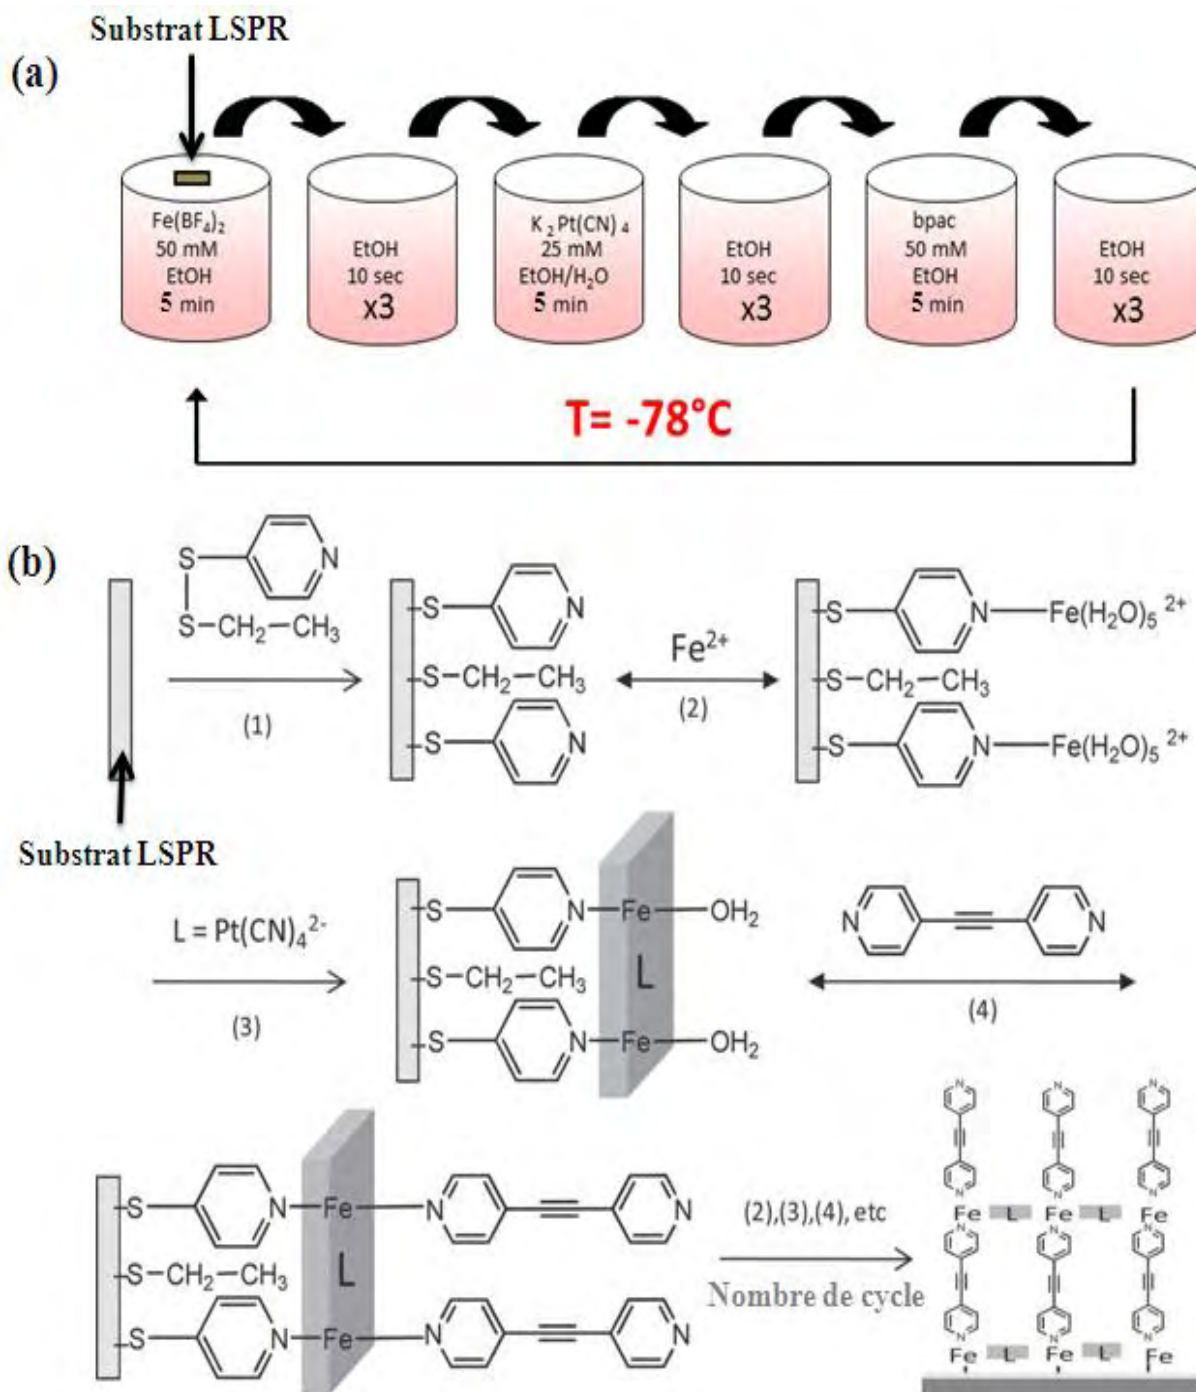 Substrat LSPR
(a)
Fe(BF₄)₂
50 mM
EtOH
5 min
EtOH
10 sec
x3
K₂Pt(CN)₄
25 mM
EtOH/H₂O
5 min
EtOH
10 sec
x3
bpac
50 mM
EtOH
5 min
EtOH
10 sec
x3
T= -78°C
(b)
S
N
S—CH₂—CH₃
(1)
S
N
S—CH₂—CH₃
S
N
Fe²⁺
(2)
S
N—Fe(H₂O)₅ ²⁺
S—CH₂—CH₃
S
N—Fe(H₂O)₅ ²⁺
Substrat LSPR
L = Pt(CN)₄²⁻
(3)
S
N—Fe—OH₂
S—CH₂—CH₃
L
S
N—Fe—OH₂
N
N
(4)
S
N—Fe—N
N
S—CH₂—CH₃
L
S
N—Fe—N
N
(2),(3),(4), etc
Nombre de cycle
N N N
N N N
Fe L Fe L Fe
N N N
N N N
Fe L Fe L Fe